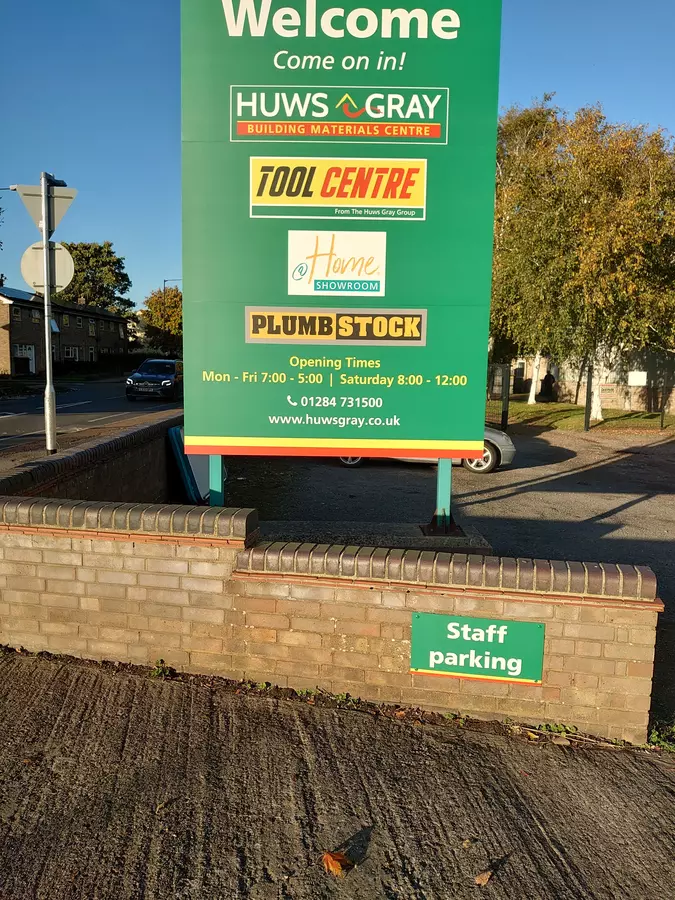 Welcome
Come on in!
HUWS GRAY
BUILDING MATERIALS CENTRE
TOOL CENTRE
From The Huws Gray Group
@Home.
SHOWROOM
PLUMBSTOCK
Opening Times
Mon - Fri 7:00 - 5:00 | Saturday 8:00 - 12:00
01284 731500
www.huwsgray.co.uk
Staff
parking